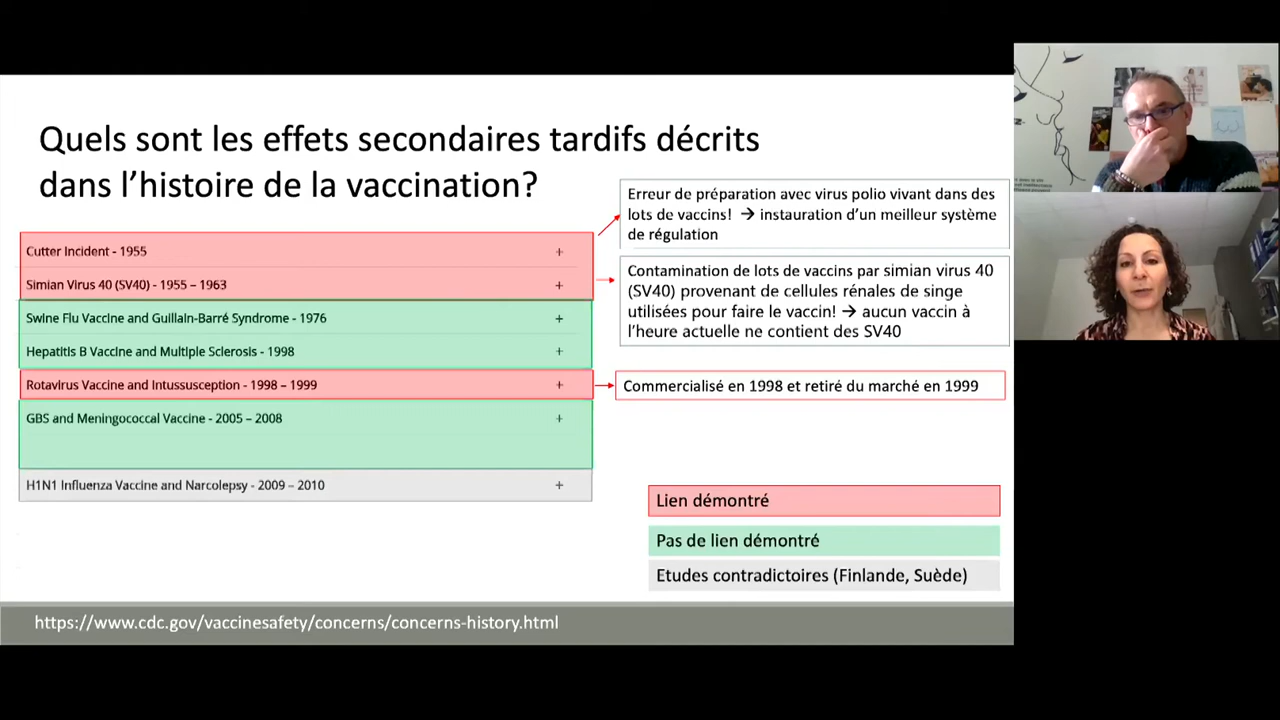 Quels sont les effets secondaires tardifs décrits
dans l’histoire de la vaccination?
Erreur de préparation avec virus polio vivant dans des
lots de vaccins! → instauration d’un meilleur système
de régulation
Cutter Incident - 1955 +
Simian Virus 40 (SV40) - 1955 – 1963 +
Contamination de lots de vaccins par simian virus 40
(SV40) provenant de cellules rénales de singe
utilisées pour faire le vaccin! → aucun vaccin à
l’heure actuelle ne contient des SV40
Swine Flu Vaccine and Guillain-Barré Syndrome - 1976 +
Hepatitis B Vaccine and Multiple Sclerosis - 1998 +
Rotavirus Vaccine and Intussusception - 1998 – 1999 +
Commercialisé en 1998 et retiré du marché en 1999
GBS and Meningococcal Vaccine - 2005 – 2008 +
H1N1 Influenza Vaccine and Narcolepsy - 2009 – 2010 +
Lien démontré
Pas de lien démontré
Etudes contradictoires (Finlande, Suède)
https://www.cdc.gov/vaccinesafety/concerns/concerns-history.html